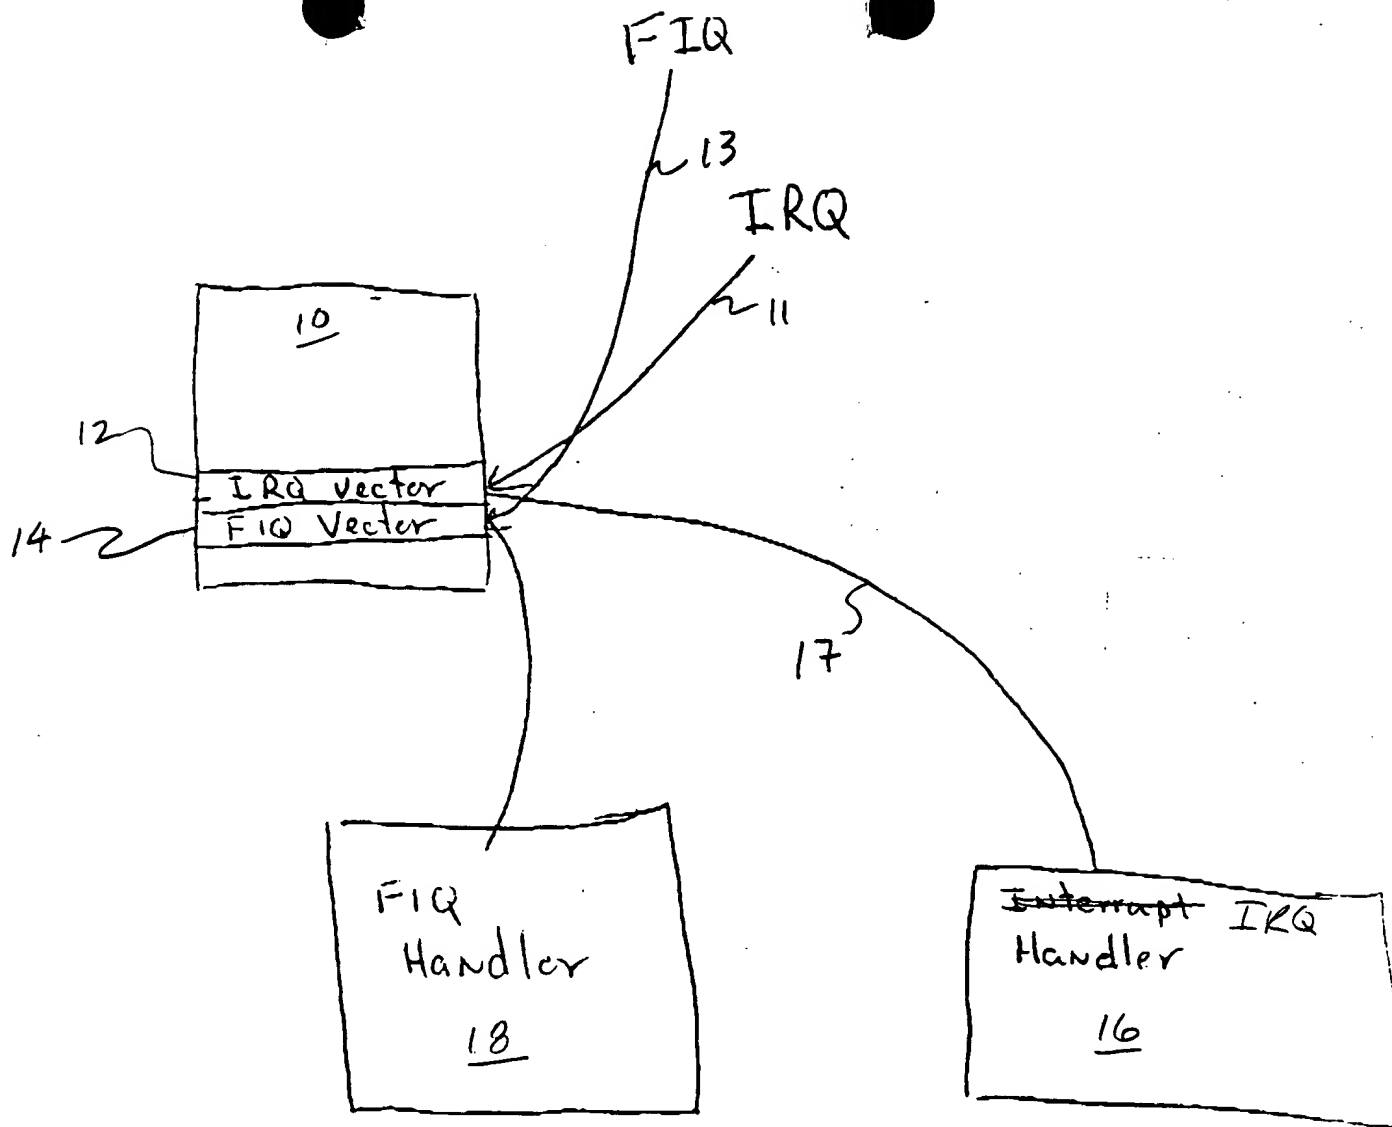 FIQ
13
IRQ
11
10
12
IRQ Vector
14
FIQ Vector
17
FIQ
Handler
18
Interrupt IRQ
Handler
16